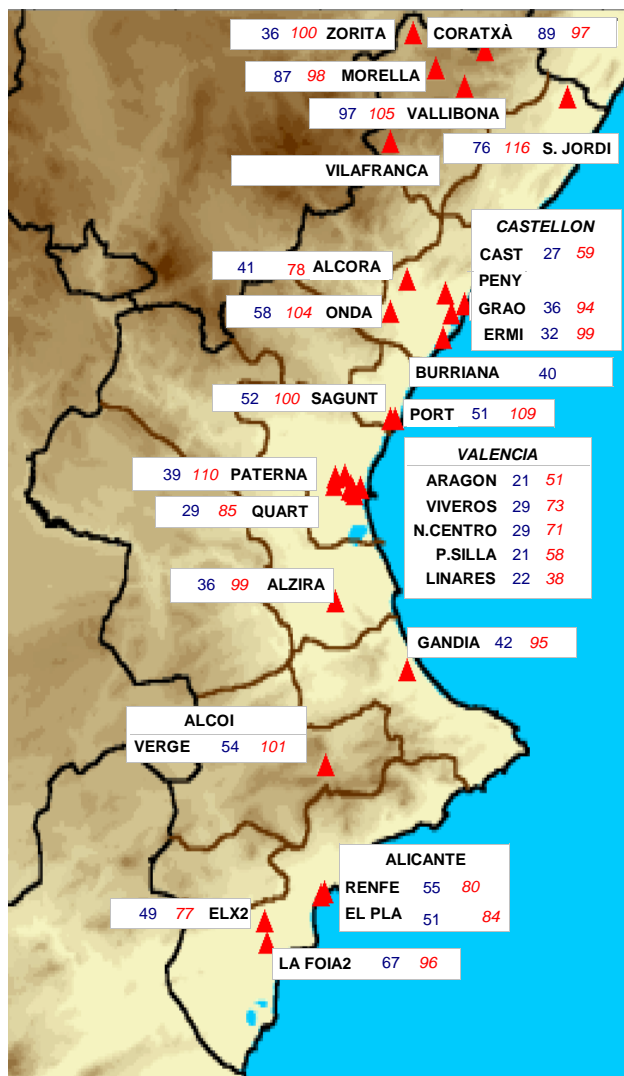 36 100 ZORITA
CORATXÀ 89 97
87 98 MORELLA
97 105 VALLIBONA
76 116 S. JORDI
VILAFRANCA
CASTELLON
CAST 27 59
PENY
GRAO 36 94
ERMI 32 99
41 78 ALCORA
58 104 ONDA
BURRIANA 40
52 100 SAGUNT
PORT 51 109
VALENCIA
ARAGON 21 51
VIVEROS 29 73
N.CENTRO 29 71
P.SILLA 21 58
LINARES 22 38
39 110 PATERNA
29 85 QUART
36 99 ALZIRA
GANDIA 42 95
ALCOI
VERGE 54 101
ALICANTE
RENFE 55 80
EL PLA 51 84
49 77 ELX2
LA FOIA2 67 96